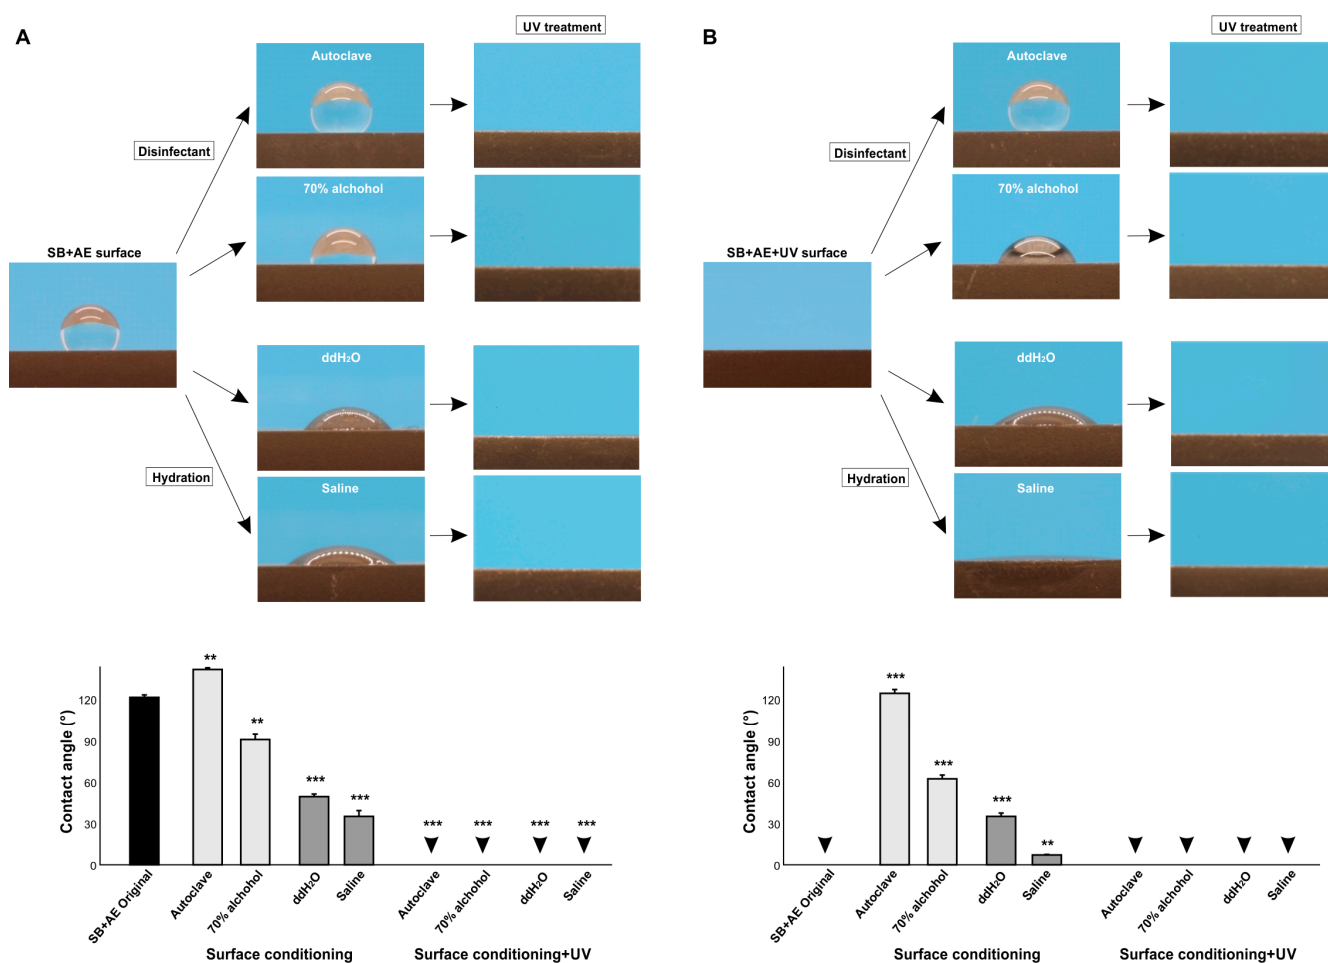 A
UV treatment
Autoclave
Disinfectant
70% alchohol
SB+AE surface
ddH₂O
Hydration
Saline
Contact angle (°)
120
90
60
30
0
**
**
***
***
***
***
***
***
SB+AE Original
Autoclave
70% alchohol
ddH₂O
Saline
Autoclave
70% alchohol
ddH₂O
Saline
Surface conditioning
Surface conditioning+UV
B
UV treatment
Autoclave
Disinfectant
70% alcohol
SB+AE+UV surface
ddH₂O
Hydration
Saline
Contact angle (°)
120
90
60
30
0
***
***
***
**
SB+AE Original
Autoclave
70% alchohol
ddH₂O
Saline
Autoclave
70% alchohol
ddH₂O
Saline
Surface conditioning
Surface conditioning+UV